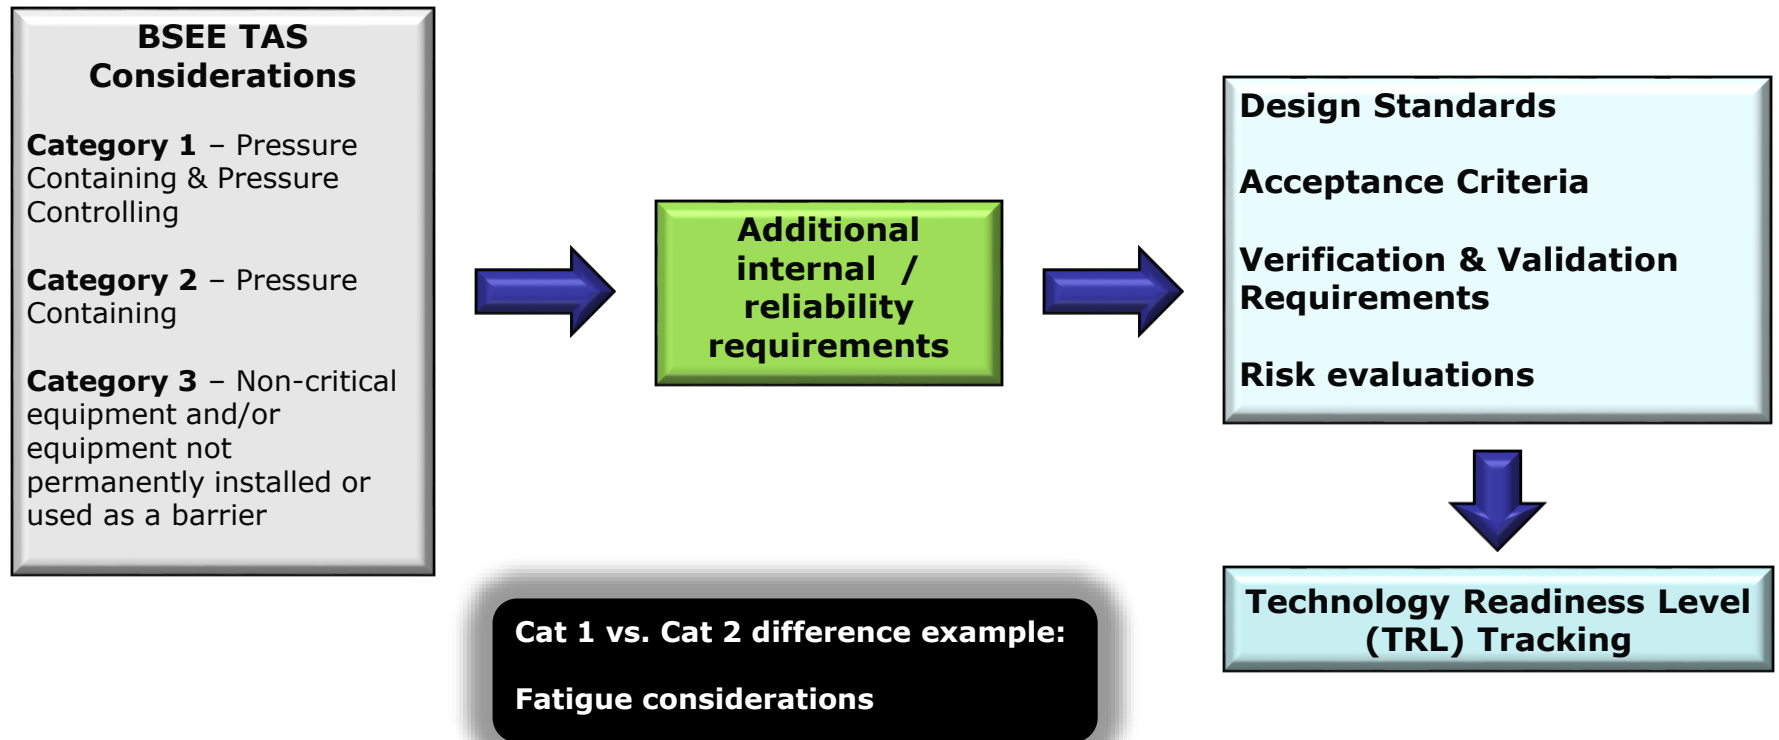 BSEE TAS
Considerations
Category 1 – Pressure
Containing & Pressure
Controlling
Category 2 – Pressure
Containing
Category 3 – Non-critical
equipment and/or
equipment not
permanently installed or
used as a barrier
Additional
internal /
reliability
requirements
Design Standards
Acceptance Criteria
Verification & Validation
Requirements
Risk evaluations
Technology Readiness Level
(TRL) Tracking
Cat 1 vs. Cat 2 difference example:
Fatigue considerations